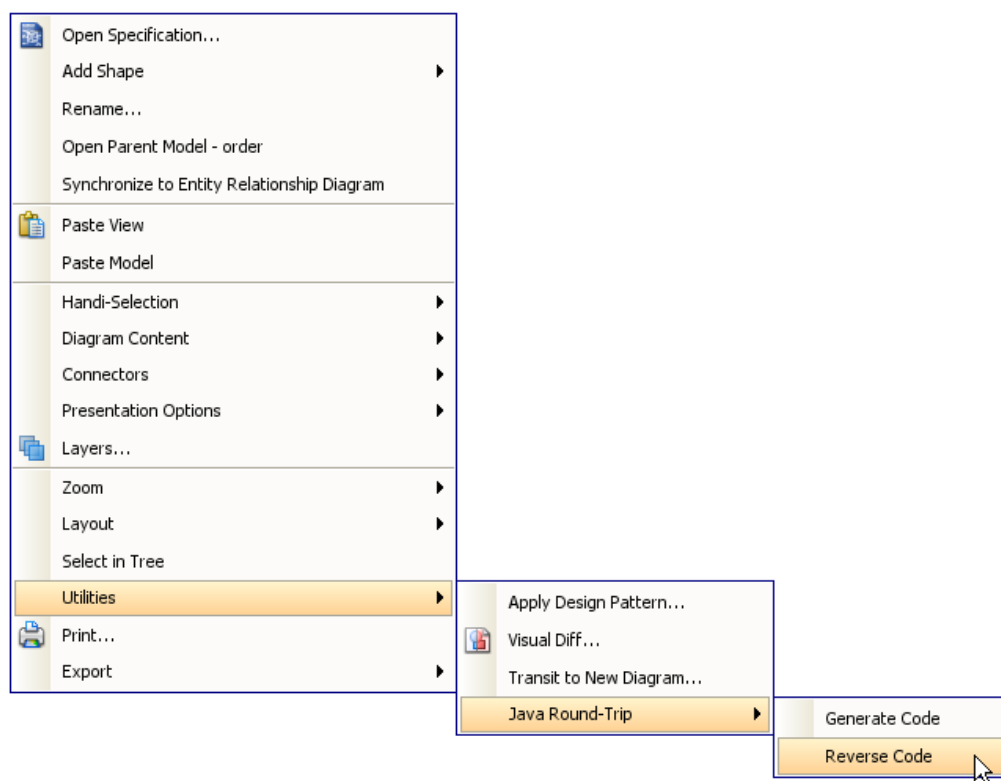 Open Specification...
Add Shape
Rename...
Open Parent Model - order
Synchronize to Entity Relationship Diagram
Paste View
Paste Model
Handi-Selection
Diagram Content
Connectors
Presentation Options
Layers...
Zoom
Layout
Select in Tree
Utilities
Print...
Export
Apply Design Pattern...
Visual Diff...
Transit to New Diagram...
Java Round-Trip
Generate Code
Reverse Code